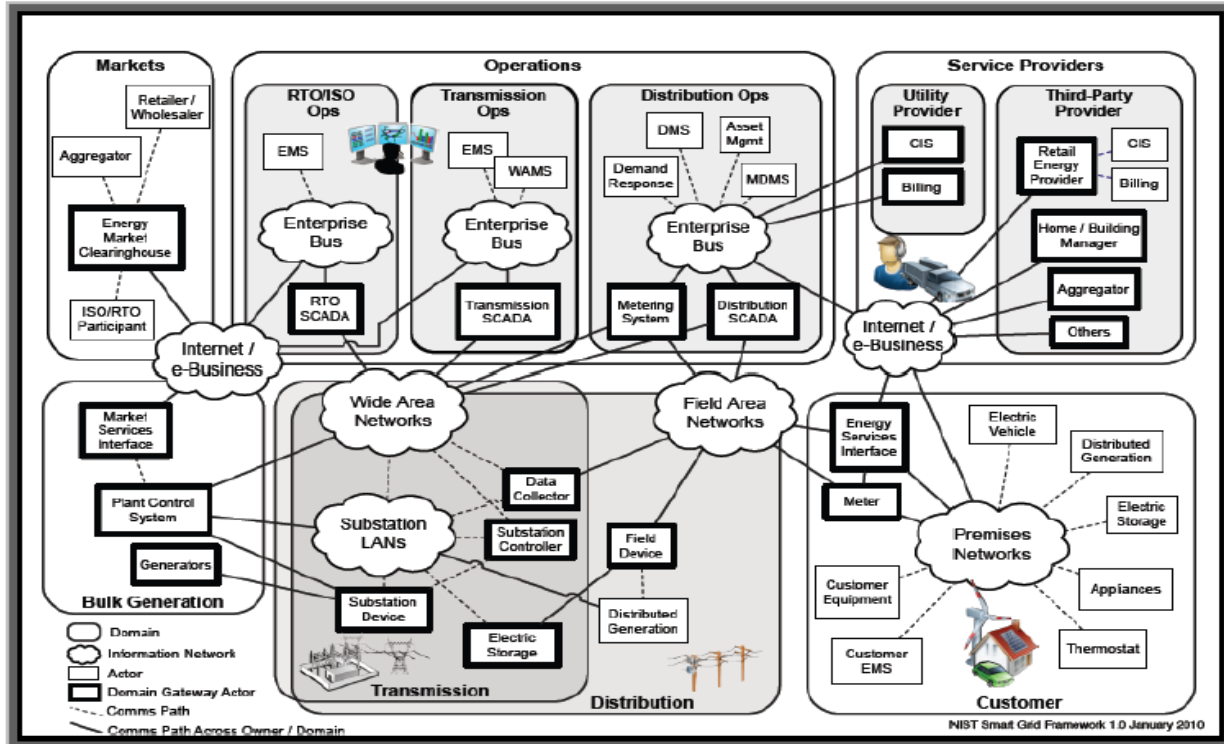 Markets
Retailer /
Wholesaler
Aggregator
Energy
Market
Clearinghouse
ISO/RTO
Participant
Operations
RTO/ISO
Ops
EMS
Enterprise
Bus
RTO
SCADA
Transmission
Ops
EMS
WAMS
Enterprise
Bus
Transmission
SCADA
Distribution Ops
DMS
Asset
Mgmt
Demand
Response
MDMS
Enterprise
Bus
Metering
System
Distribution
SCADA
Service Providers
Utility
Provider
CIS
Billing
Third-Party
Provider
Retail
Energy
Provider
CIS
Billing
Home / Building
Manager
Aggregator
Others
Internet /
e-Business
Internet /
e-Business
Market
Services
Interface
Plant Control
System
Generators
Bulk Generation
Wide Area
Networks
Field Area
Networks
Data
Collector
Substation
LANs
Substation
Controller
Field
Device
Substation
Device
Electric
Storage
Distributed
Generation
Transmission
Distribution
Energy
Services
Interface
Meter
Electric
Vehicle
Distributed
Generation
Electric
Storage
Premises
Networks
Customer
Equipment
Appliances
Customer
EMS
Thermostat
Customer
Domain
Information Network
Actor
Domain Gateway Actor
Comms Path
Comms Path Across Owner / Domain
NIST Smart Grid Framework 1.0 January 2010